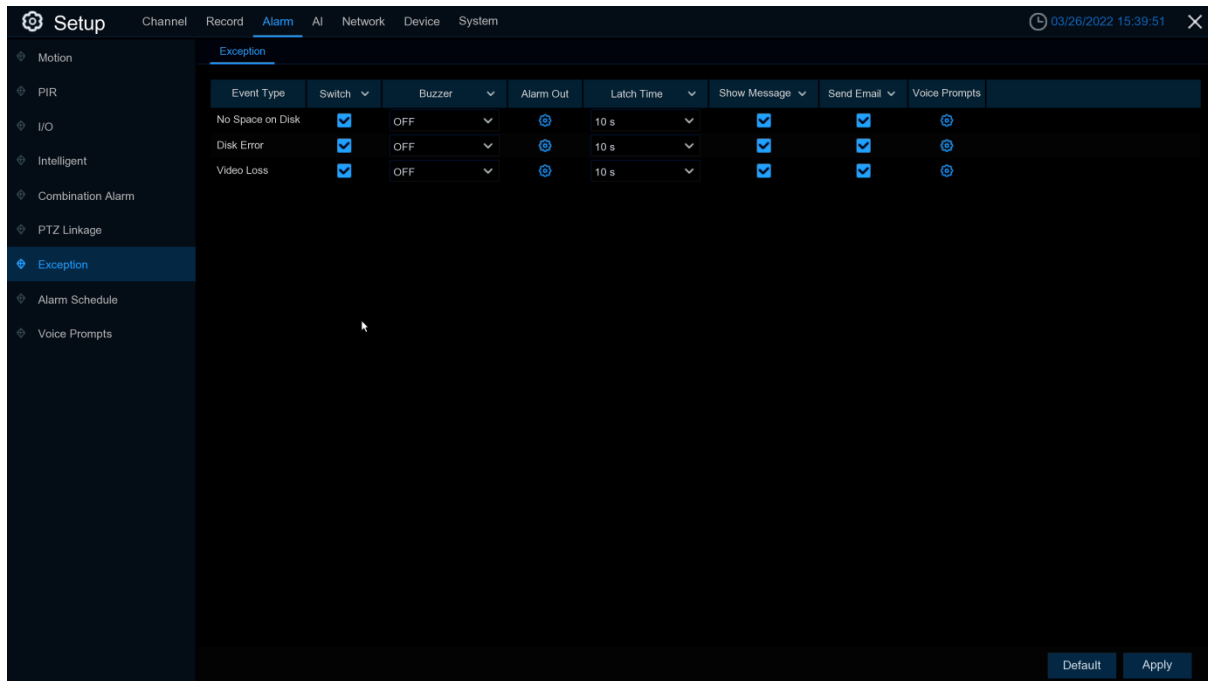 Setup Channel Record Alarm AI Network Device System 03/26/2022 15:39:51
Motion
PIR
I/O
Intelligent
Combination Alarm
PTZ Linkage
Exception
Alarm Schedule
Voice Prompts
Exception
Event Type Switch Buzzer Alarm Out Latch Time Show Message Send Email Voice Prompts
No Space on Disk OFF 10 s
Disk Error OFF 10 s
Video Loss OFF 10 s
Default Apply